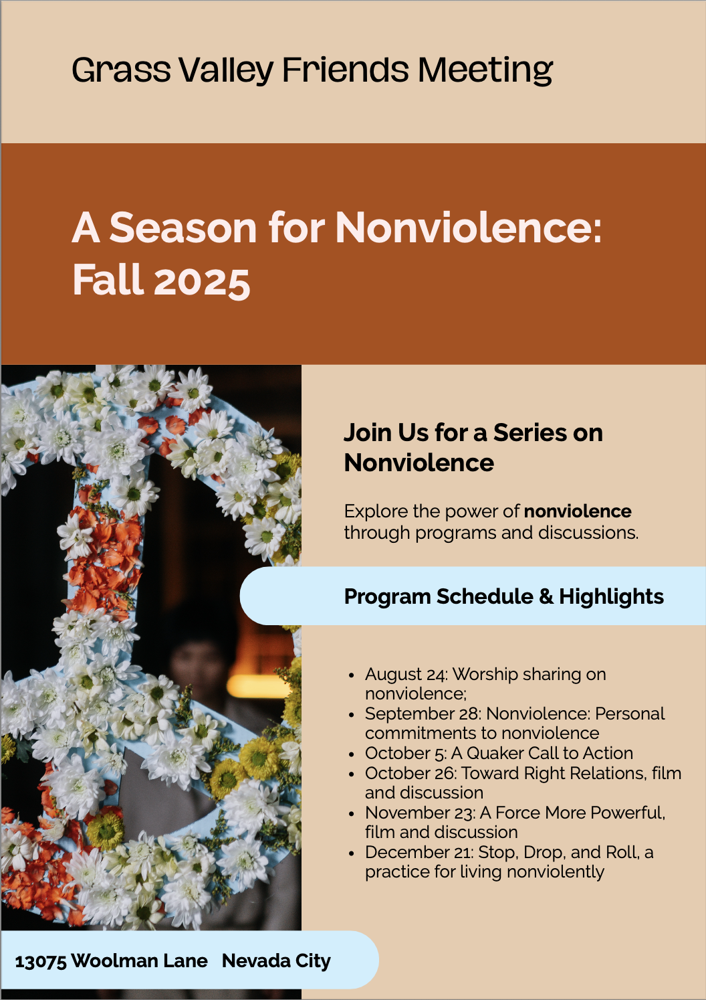 Grass Valley Friends Meeting
A Season for Nonviolence:
Fall 2025
Join Us for a Series on
Nonviolence
Explore the power of nonviolence
through programs and discussions.
Program Schedule & Highlights
• August 24: Worship sharing on
nonviolence;
• September 28: Nonviolence: Personal
commitments to nonviolence
• October 5: A Quaker Call to Action
• October 26: Toward Right Relations, film
and discussion
• November 23: A Force More Powerful,
film and discussion
• December 21: Stop, Drop, and Roll, a
practice for living nonviolently
13075 Woolman Lane   Nevada City